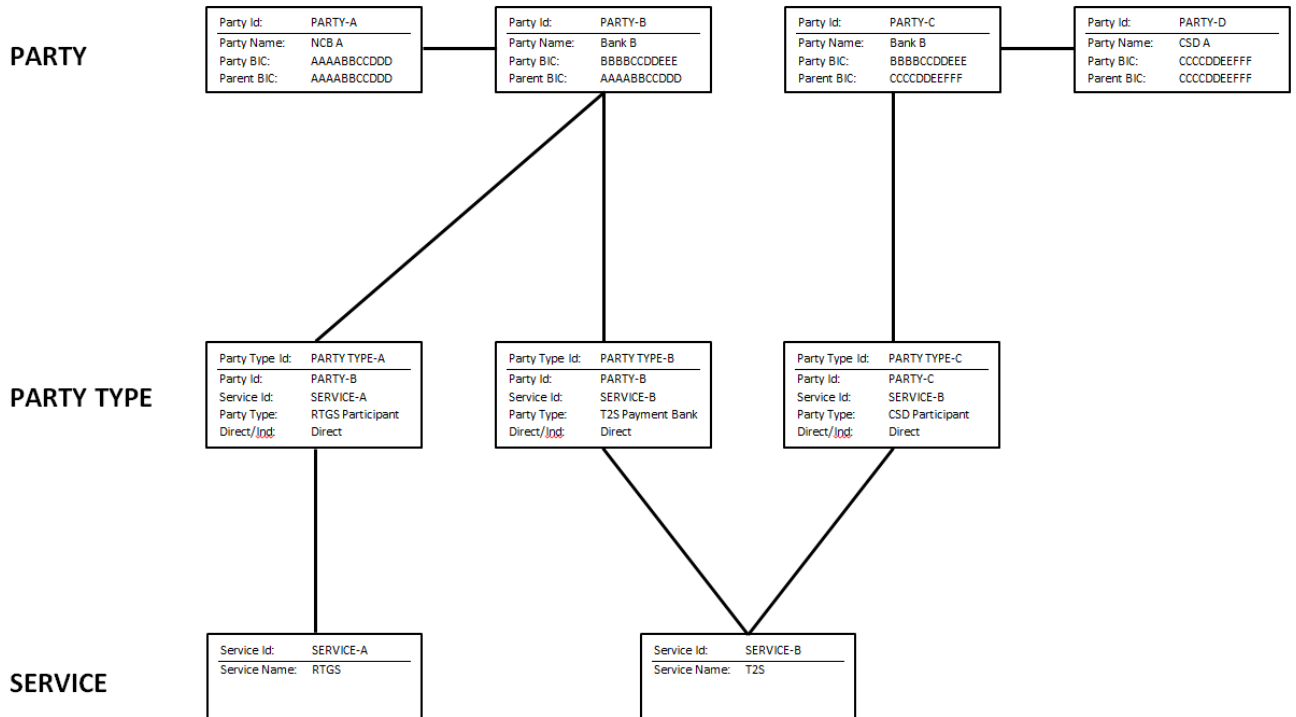 PARTY
Party Id: PARTY-A
Party Name: NCB A
Party BIC: AAAABBCCDDD
Parent BIC: AAAABBCCDDD
Party Id: PARTY-B
Party Name: Bank B
Party BIC: BBBBCCDDEEE
Parent BIC: AAAABBCCDDD
Party Id: PARTY-C
Party Name: Bank B
Party BIC: BBBBCCDDEEE
Parent BIC: CCCCDDEEFFF
Party Id: PARTY-D
Party Name: CSD A
Party BIC: CCCCDDEEFFF
Parent BIC: CCCCDDEEFFF
PARTY TYPE
Party Type Id: PARTY TYPE-A
Party Id: PARTY-B
Service Id: SERVICE-A
Party Type: RTGS Participant
Direct/Ind: Direct
Party Type Id: PARTY TYPE-B
Party Id: PARTY-B
Service Id: SERVICE-B
Party Type: T2S Payment Bank
Direct/Ind: Direct
Party Type Id: PARTY TYPE-C
Party Id: PARTY-C
Service Id: SERVICE-B
Party Type: CSD Participant
Direct/Ind: Direct
SERVICE
Service Id: SERVICE-A
Service Name: RTGS
Service Id: SERVICE-B
Service Name: T2S